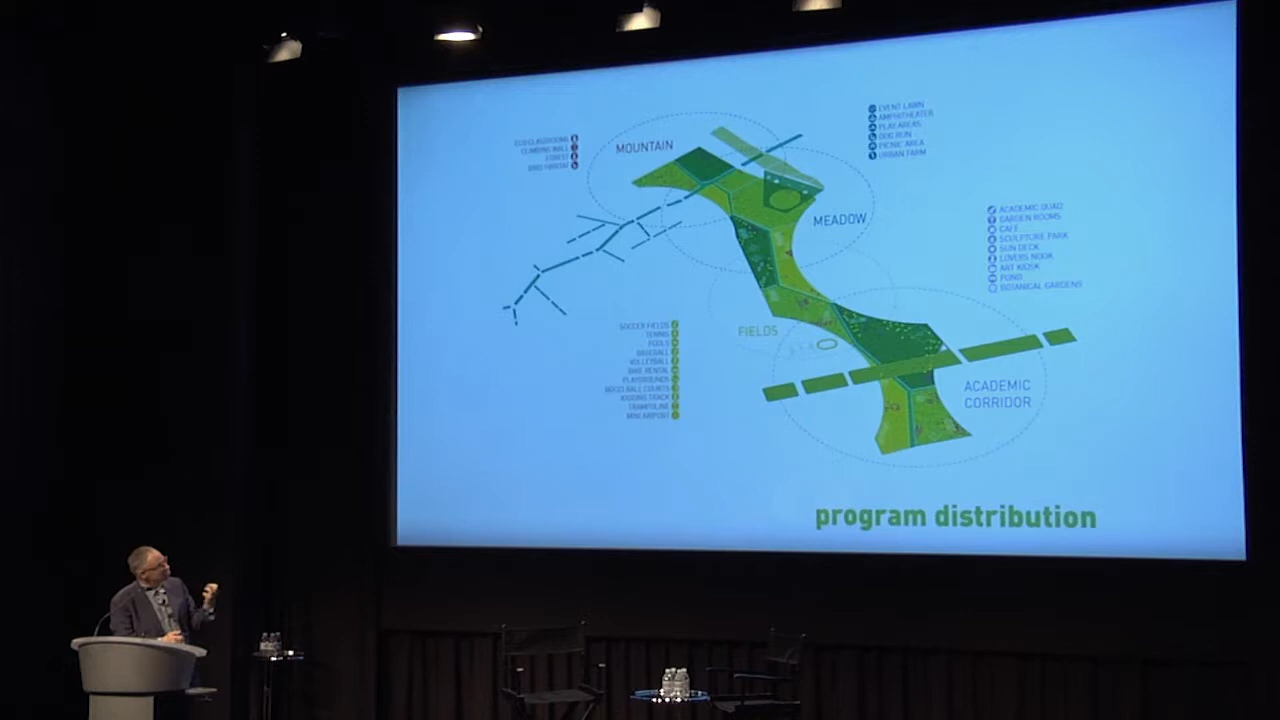 ECO CLASSROOMS
CLIMBING WALL
FOREST
BIRD HABITAT
MOUNTAIN
EVENT LAWN
AMPHITHEATER
PLAY AREAS
DOG RUN
PICNIC AREA
URBAN FARM
MEADOW
ACADEMIC QUAD
GARDEN ROOMS
CAFE
SCULPTURE PARK
SUN DECK
LOVERS NOOK
ART KIOSK
POND
BOTANICAL GARDENS
SOCCER FIELDS
TENNIS
POOLS
BASEBALL
VOLLEYBALL
BIKE RENTAL
PLAYGROUNDS
BOCCI BALL COURTS
JOGGING TRACK
TRAMPOLINE
MINI AIRPORT
FIELDS
ACADEMIC
CORRIDOR
program distribution